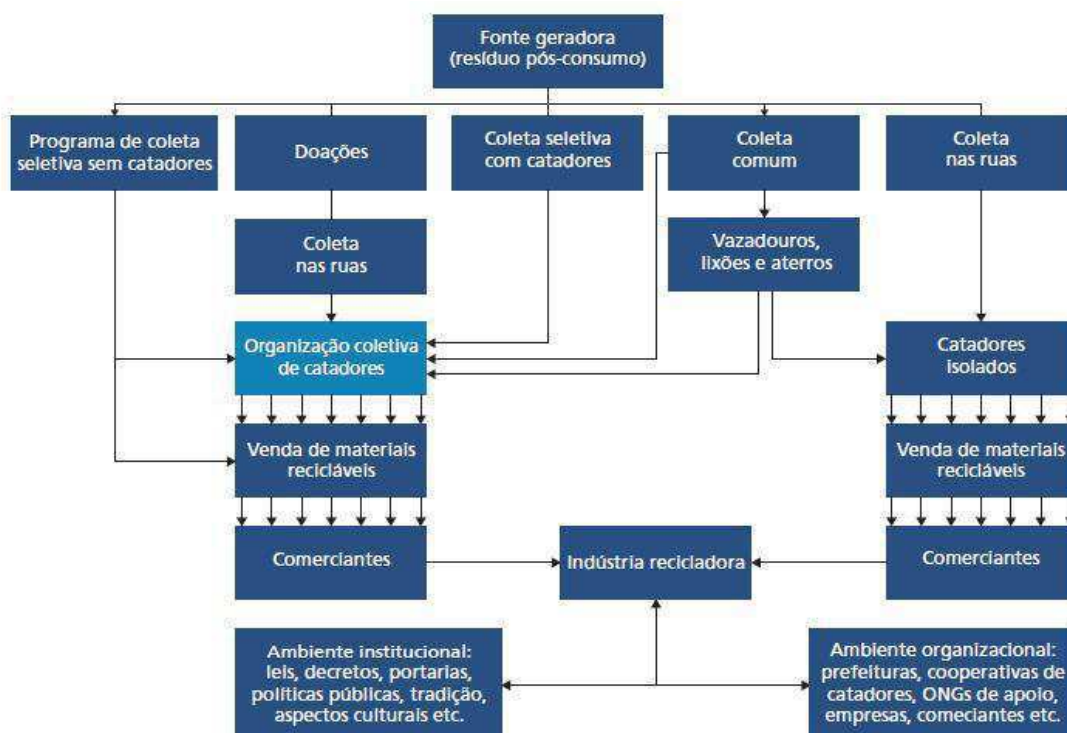 Fonte geradora
(resíduo pós-consumo)
Programa de coleta
seletiva sem catadores
Doações
Coleta seletiva
com catadores
Coleta
comum
Coleta
nas ruas
Coleta
nas ruas
Vazadouros,
lixões e aterros
Organização coletiva
de catadores
Catadores
isolados
Venda de materiais
recicláveis
Venda de materiais
recicláveis
Comerciantes
Indústria recicladora
Comerciantes
Ambiente institucional:
leis, decretos, portarias,
políticas públicas, tradição,
aspectos culturais etc.
Ambiente organizacional:
prefeituras, cooperativas de
catadores, ONGs de apoio,
empresas, comeciantes etc.